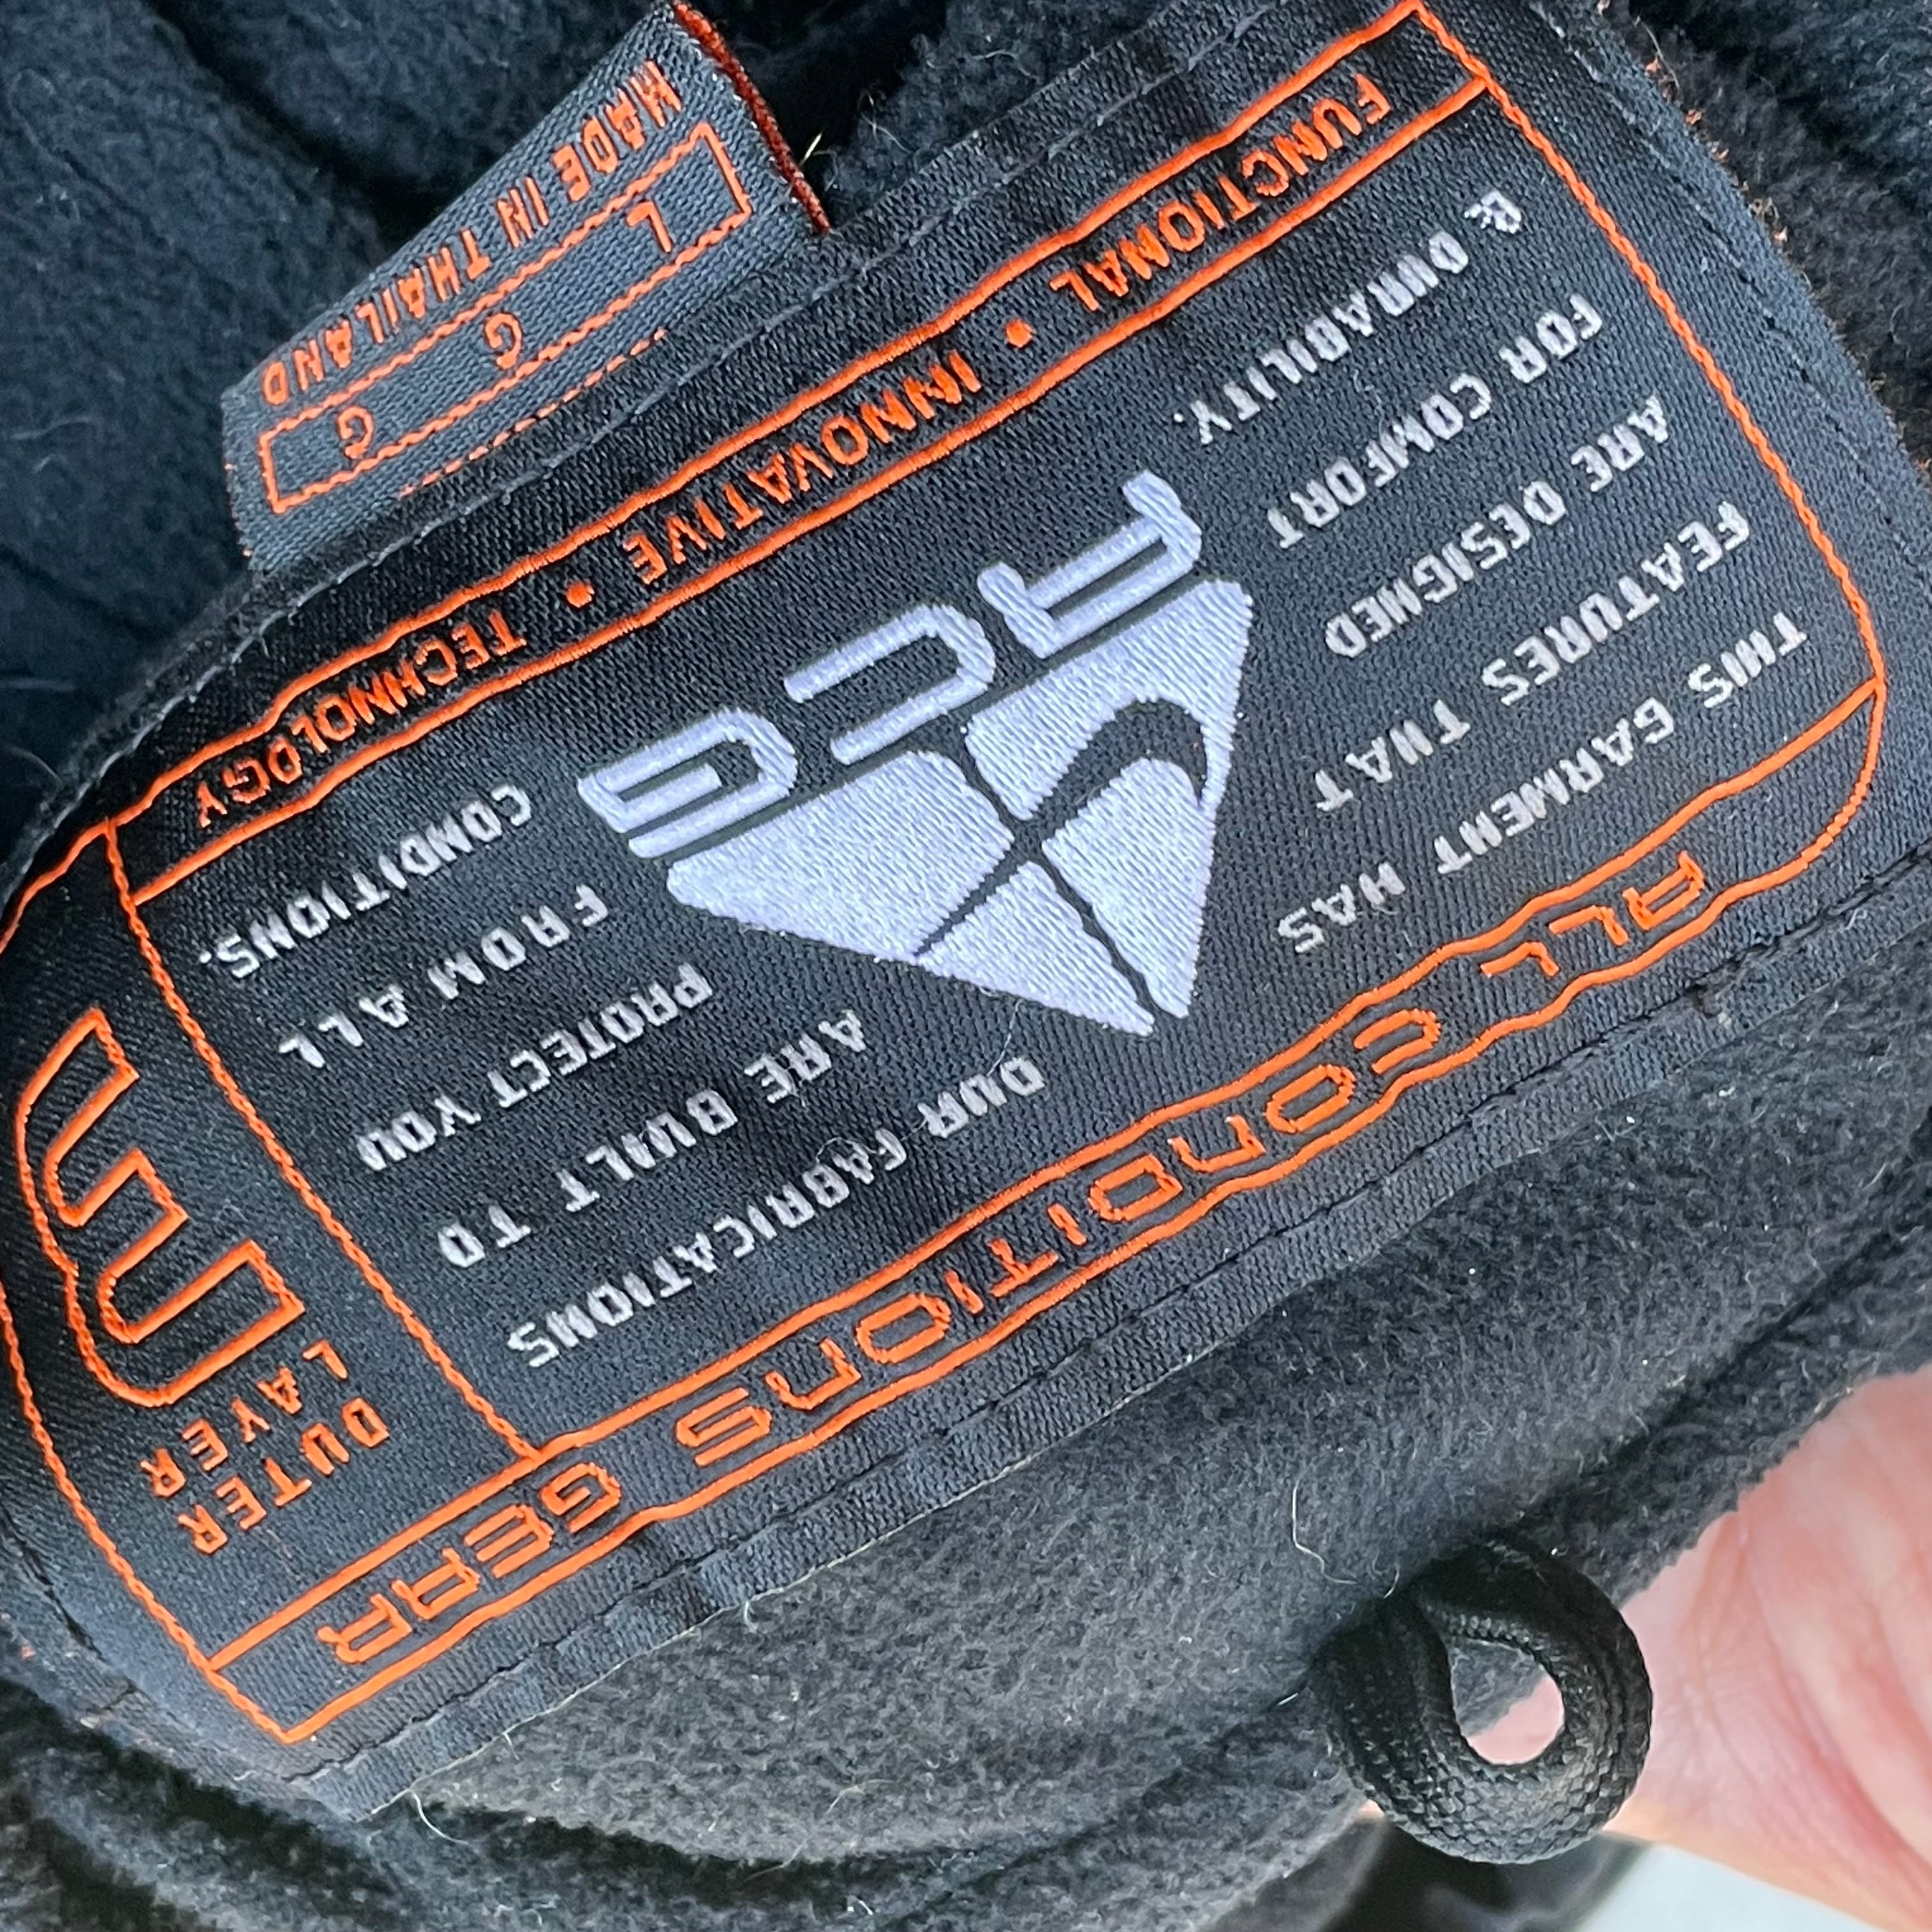 ALL CONDITIONS GEAR
THIS GARMENT HAS
FEATURES THAT
ARE DESIGNED
FOR COMFORT
& DURABILITY.
ACG
OUR FABRICATIONS
ARE BUILT TO
PROTECT YOU
FROM ALL
CONDITIONS.
OUTER
LAYER
3
FUNCTIONAL • INNOVATIVE • TECHNOLOGY
L G G
MADE IN THAILAND